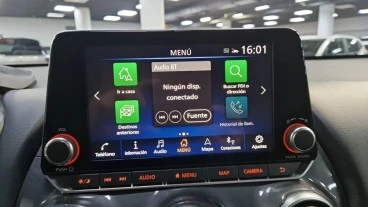 MENÚ
16:01
Ir a casa
Audio BT
Ningún disp.
conectado
Fuente
Buscar PDI o
dirección
Destinos
anteriores
Historial de llam.
Teléfono
Información
Audio
MENÚ
Mapa
Conexiones
Ajustes
VOL
AUDIO
MENU
MAP
CAMERA